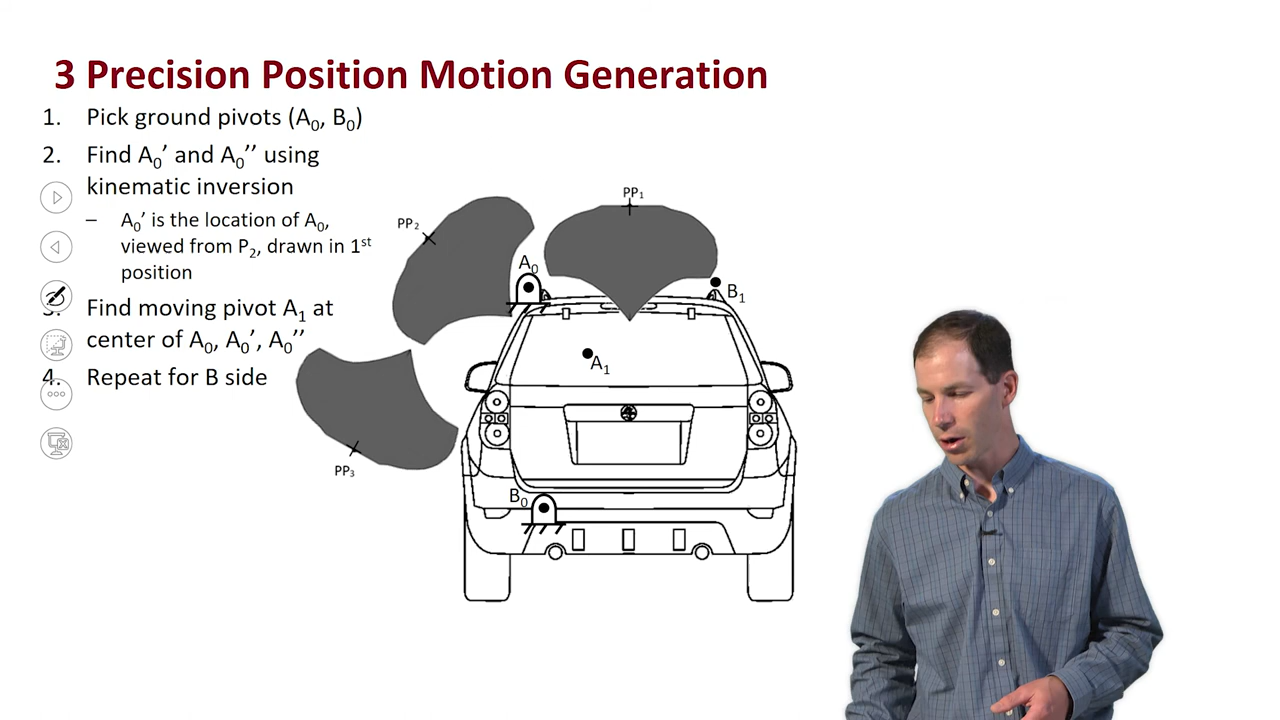 3 Precision Position Motion Generation
1. Pick ground pivots (A₀, B₀)
2. Find A₀’ and A₀’’ using
kinematic inversion
– A₀’ is the location of A₀,
viewed from P₂, drawn in 1st
position
3. Find moving pivot A₁ at
center of A₀, A₀’, A₀’’
4. Repeat for B side
PP₁
PP₂
A₀
B₁
A₁
PP₃
B₀